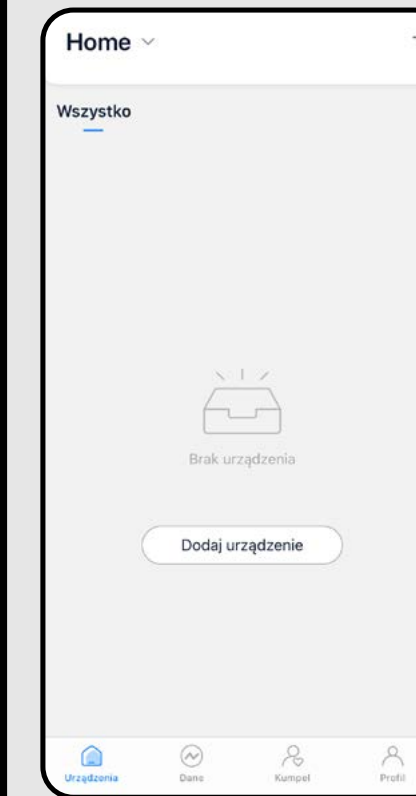 Home
Wszystko
Brak urządzenia
Dodaj urządzenie
Urządzenia
Dane
Kumpel
Profil